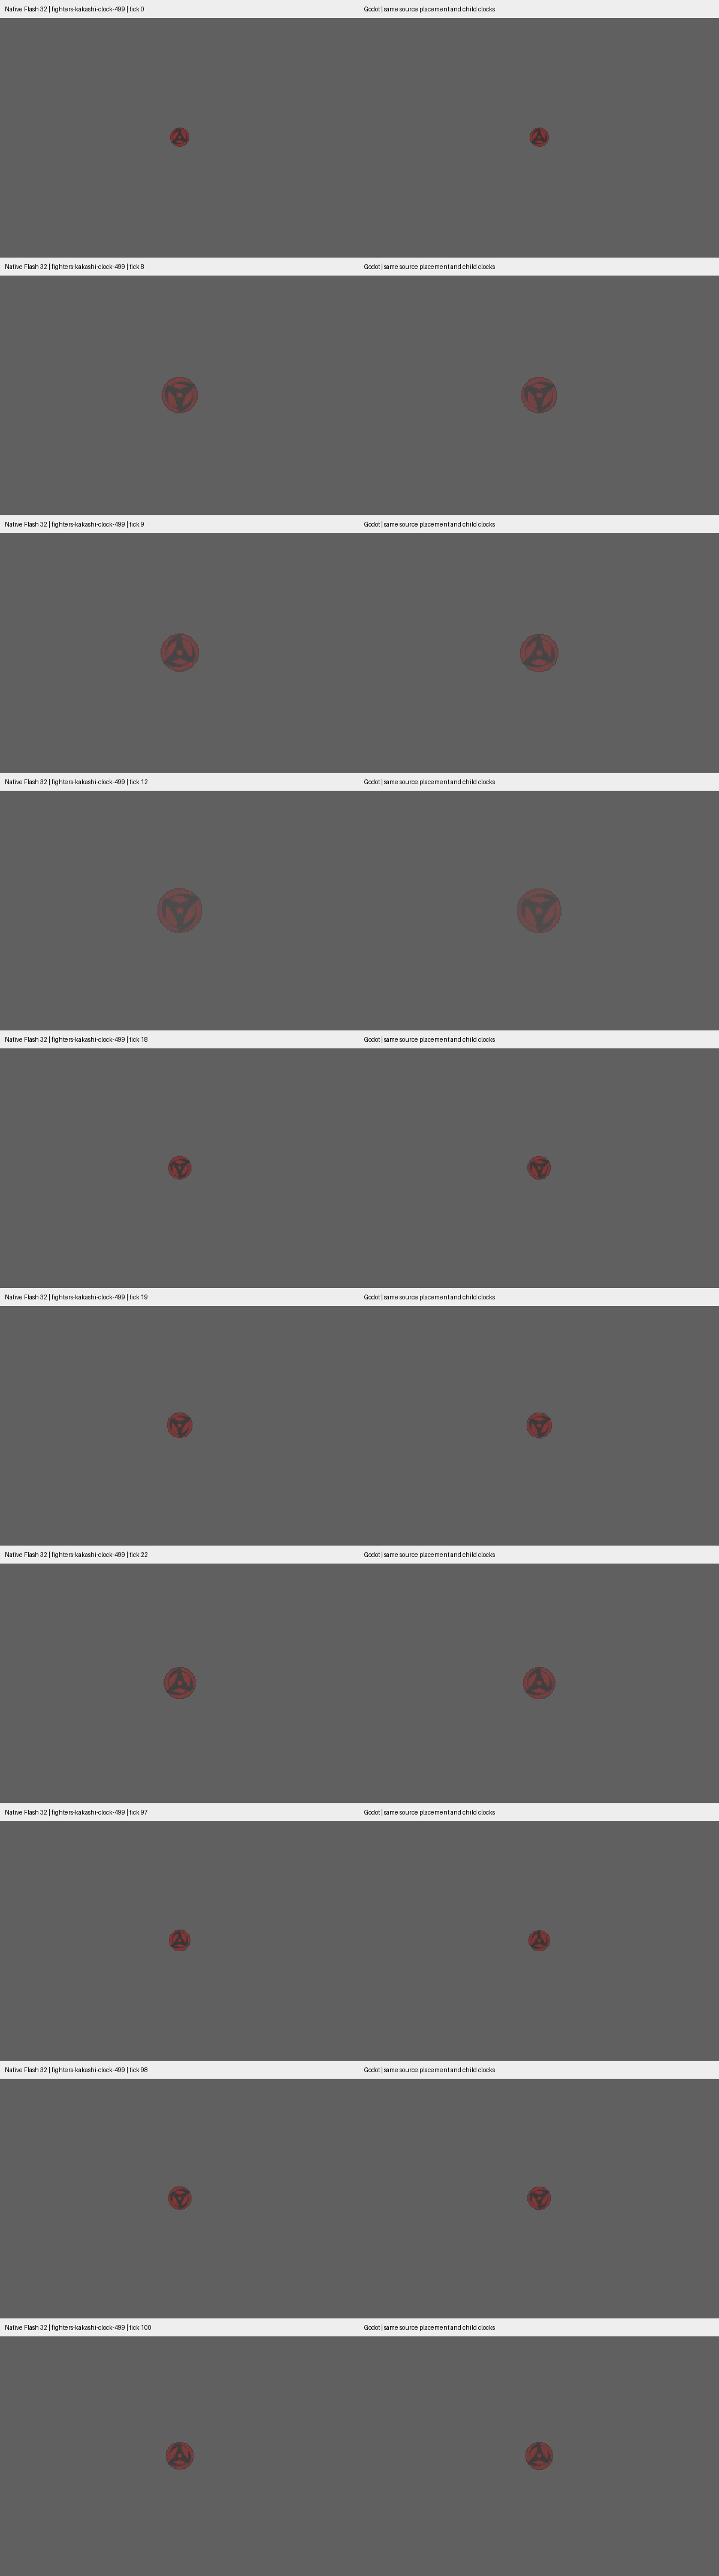 Native Flash 32 | fighters-kakashi-clock-499 | tick 0
Godot | same source placement and child clocks
Native Flash 32 | fighters-kakashi-clock-499 | tick 8
Godot | same source placement and child clocks
Native Flash 32 | fighters-kakashi-clock-499 | tick 9
Godot | same source placement and child clocks
Native Flash 32 | fighters-kakashi-clock-499 | tick 12
Godot | same source placement and child clocks
Native Flash 32 | fighters-kakashi-clock-499 | tick 18
Godot | same source placement and child clocks
Native Flash 32 | fighters-kakashi-clock-499 | tick 19
Godot | same source placement and child clocks
Native Flash 32 | fighters-kakashi-clock-499 | tick 22
Godot | same source placement and child clocks
Native Flash 32 | fighters-kakashi-clock-499 | tick 97
Godot | same source placement and child clocks
Native Flash 32 | fighters-kakashi-clock-499 | tick 98
Godot | same source placement and child clocks
Native Flash 32 | fighters-kakashi-clock-499 | tick 100
Godot | same source placement and child clocks